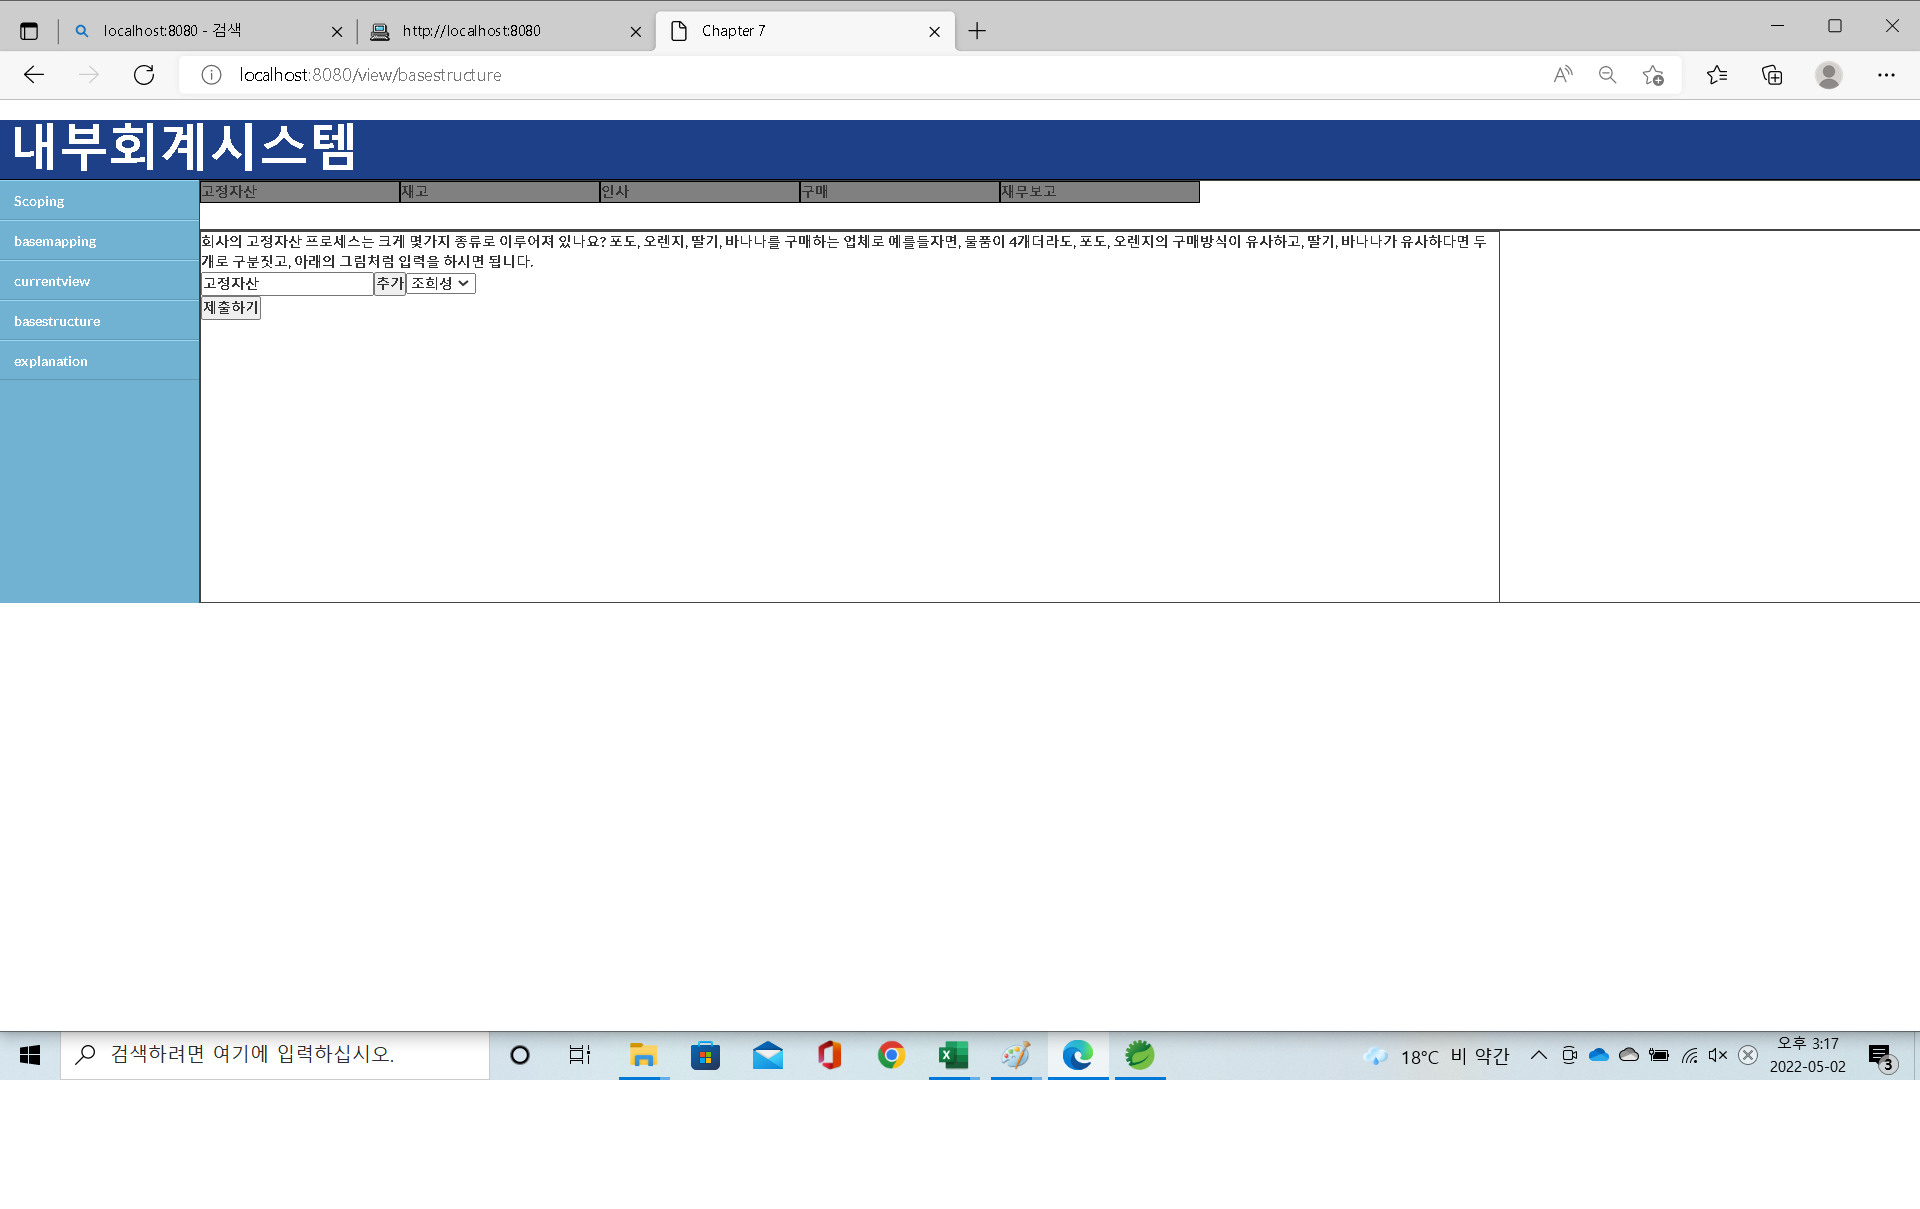 localhost:8080 - 검색
http://localhost:8080
Chapter 7
localhost:8080/view/basestructure
내부회계시스템
Scoping
basemapping
currentview
basestructure
explanation
고정자산 재고 인사 구매 재무보고
회사의 고정자산 프로세스는 크게 몇가지 종류로 이루어져 있나요? 포도, 오렌지, 딸기, 바나나를 구매하는 업체로 예를들자면, 물품이 4개더라도, 포도, 오렌지의 구매방식이 유사하고, 딸기, 바나나가 유사하다면 두
개로 구분짓고, 아래의 그림처럼 입력을 하시면 됩니다.
고정자산 추가 조희성
제출하기
검색하려면 여기에 입력하십시오.
18°C 비 약간
오후 3:17
2022-05-02
3